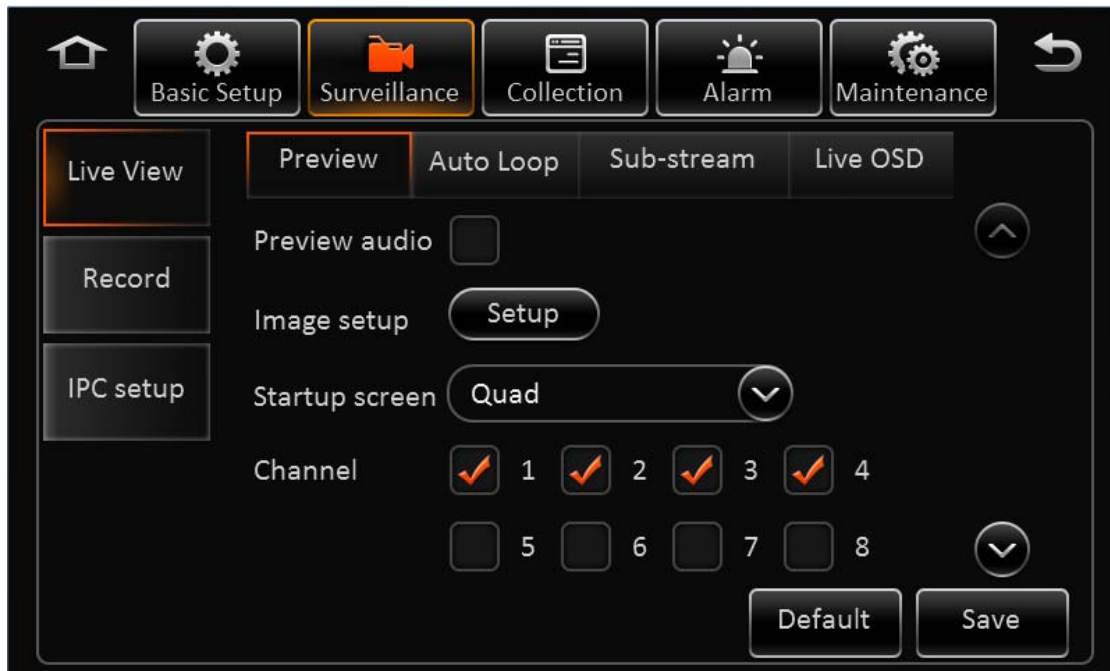 Basic Setup Surveillance Collection Alarm Maintenance
Live View Preview Auto Loop Sub-stream Live OSD
Preview audio
Record
Image setup Setup
IPC setup Startup screen Quad
Channel 1 2 3 4
5 6 7 8
Default Save